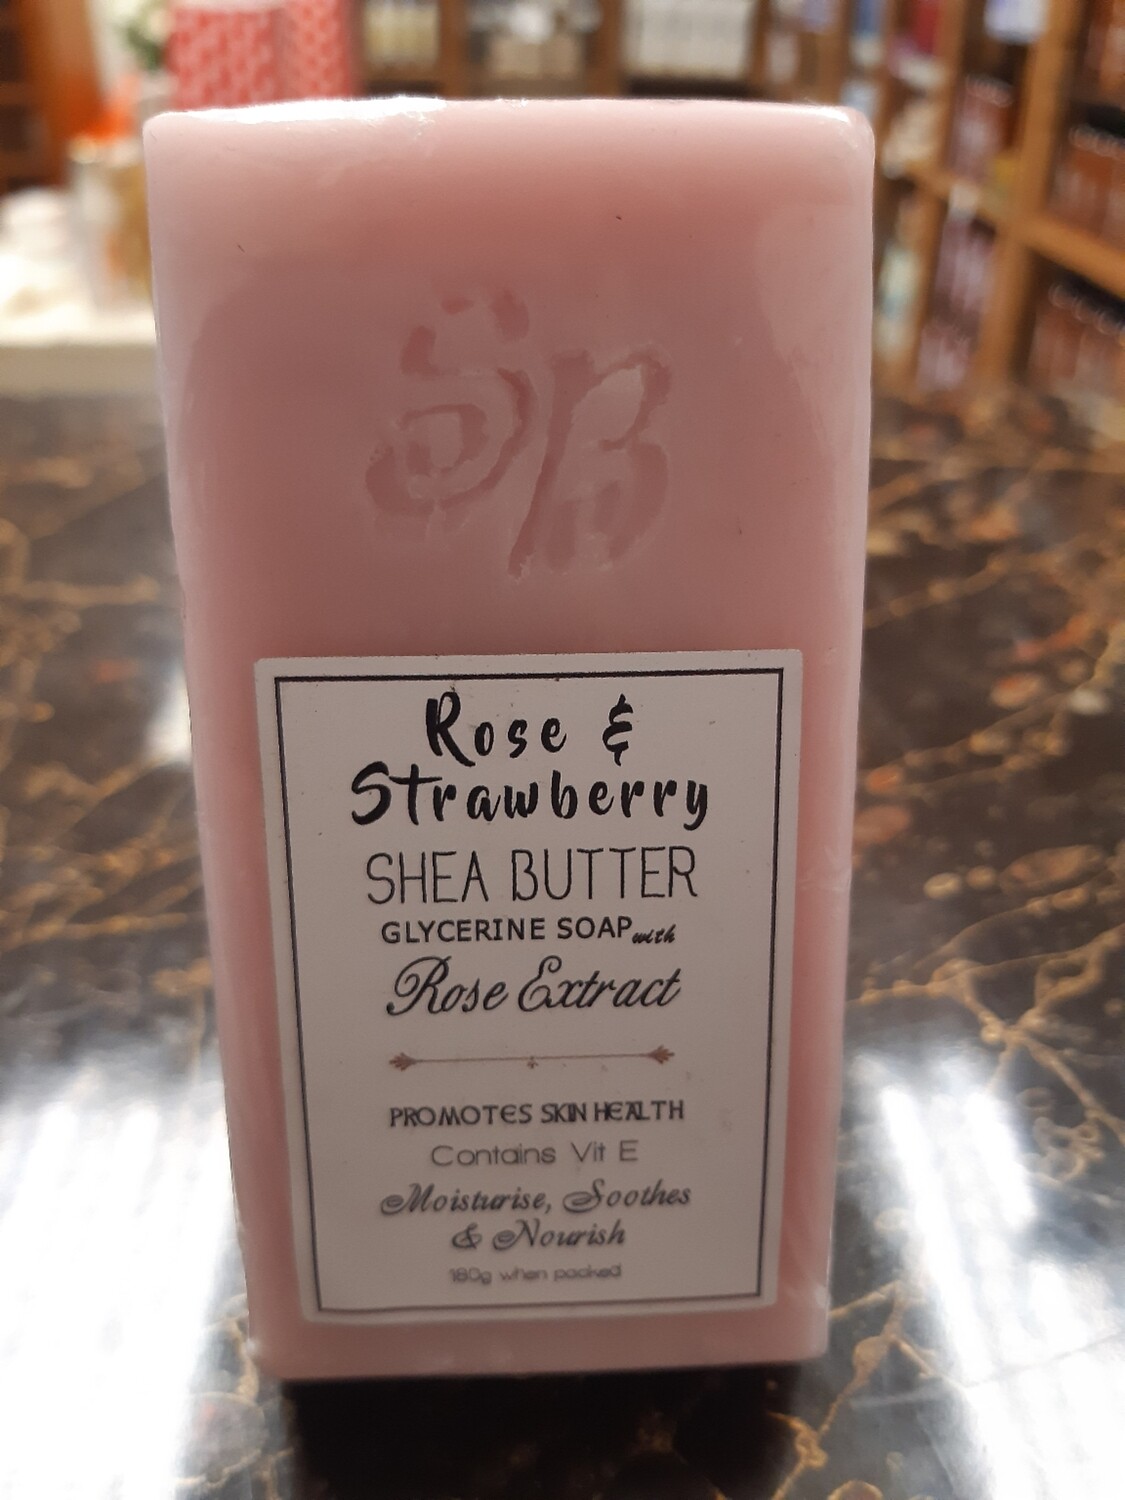 SB
Rose &
Strawberry
SHEA BUTTER
GLYCERINE SOAP with
Rose Extract
PROMOTES SKIN HEALTH
Contains Vit E
Moisturise, Soothes
& Nourish
180g when packed